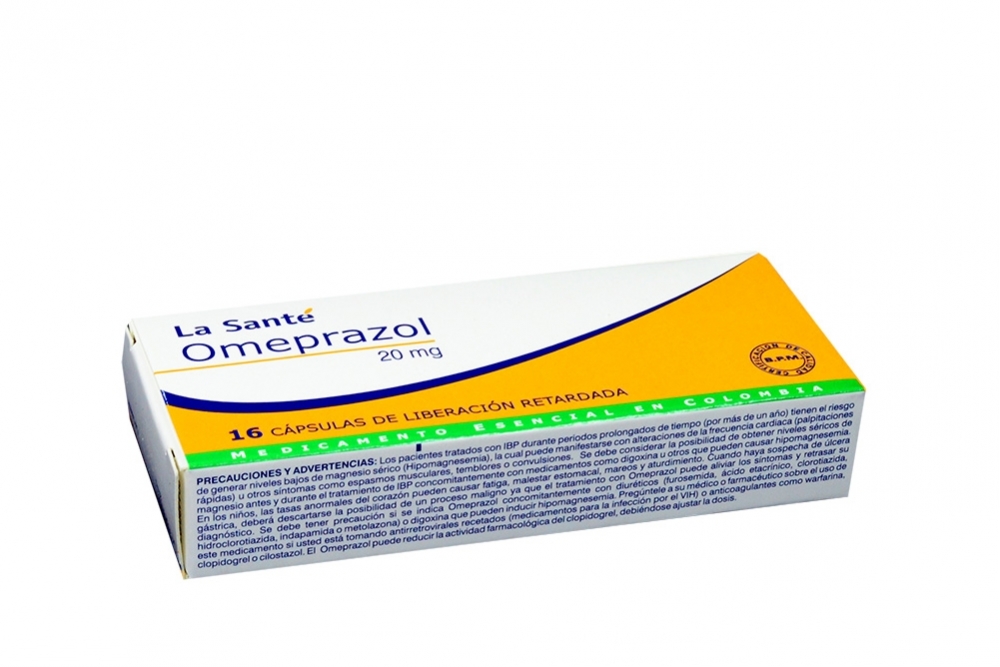 La Santé
Omeprazol
20 mg
CERTIFICACIÓN DE CALIDAD
B.P.M.
16 CÁPSULAS DE LIBERACIÓN RETARDADA
MEDICAMENTO ESENCIAL EN COLOMBIA
PRECAUCIONES Y ADVERTENCIAS: Los pacientes tratados con IBP durante periodos prolongados de tiempo (por más de un año) tienen el riesgo
de generar niveles bajos de magnesio sérico (Hipomagnesemia), la cual puede manifestarse con alteraciones de la frecuencia cardiaca (palpitaciones
rápidas) u otros síntomas como espasmos musculares, temblores o convulsiones. Se debe considerar la posibilidad de obtener niveles séricos de
magnesio antes y durante el tratamiento de IBP concomitantemente con medicamentos como digoxina u otros que pueden causar hipomagnesemia.
En los niños, las tasas anormales del corazón pueden causar fatiga, malestar estomacal, mareos y aturdimiento. Cuando haya sospecha de úlcera
gástrica, deberá descartarse la posibilidad de un proceso maligno ya que el tratamiento con Omeprazol puede aliviar los síntomas y retrasar su
diagnóstico. Se debe tener precaución si se indica Omeprazol concomitantemente con diuréticos (furosemida, ácido etacrínico, clorotiazida,
hidroclorotiazida, indapamida o metolazona) o digoxina que pueden inducir hipomagnesemia. Pregúntele a su médico o farmacéutico sobre el uso de
este medicamento si usted está tomando antirretrovirales recetados (medicamentos para la infección por el VIH) o anticoagulantes como warfarina,
clopidogrel o cilostazol. El Omeprazol puede reducir la actividad farmacológica del clopidogrel, debiéndose ajustar la dosis.